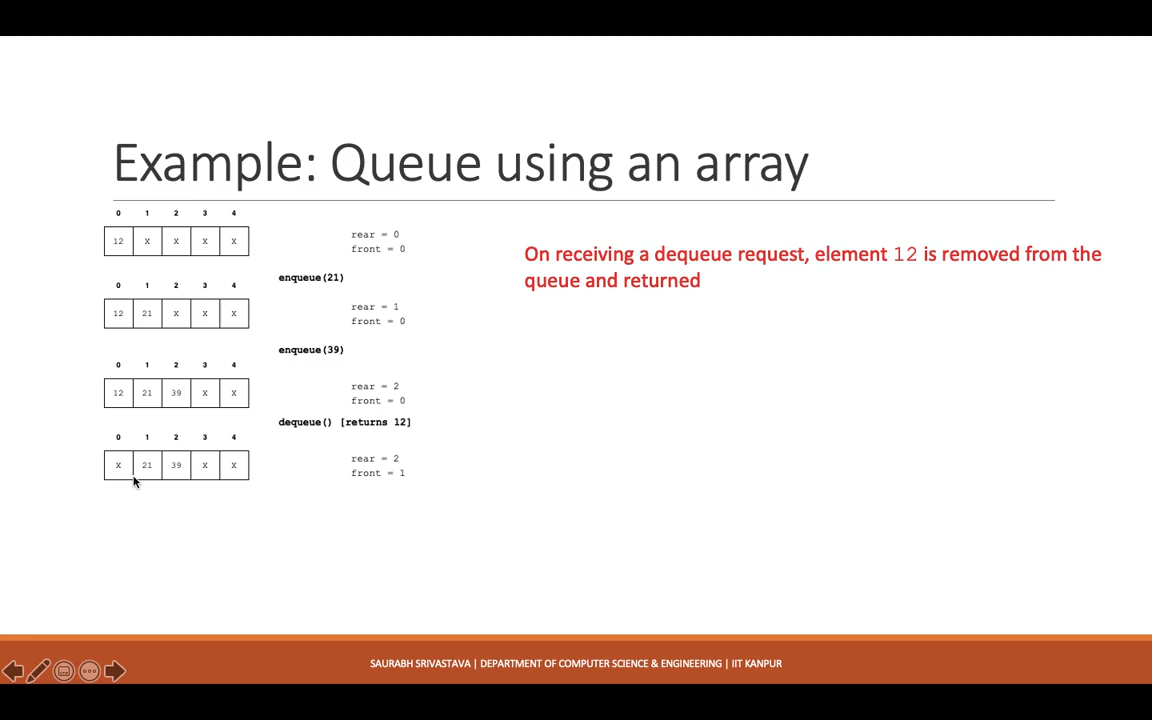 Example: Queue using an array
0 1 2 3 4
12 X X X X
rear = 0
front = 0
enqueue(21)
0 1 2 3 4
12 21 X X X
rear = 1
front = 0
enqueue(39)
0 1 2 3 4
12 21 39 X X
rear = 2
front = 0
dequeue() [returns 12]
0 1 2 3 4
X 21 39 X X
rear = 2
front = 1
On receiving a dequeue request, element 12 is removed from the
queue and returned
SAURABH SRIVASTAVA | DEPARTMENT OF COMPUTER SCIENCE & ENGINEERING | IIT KANPUR